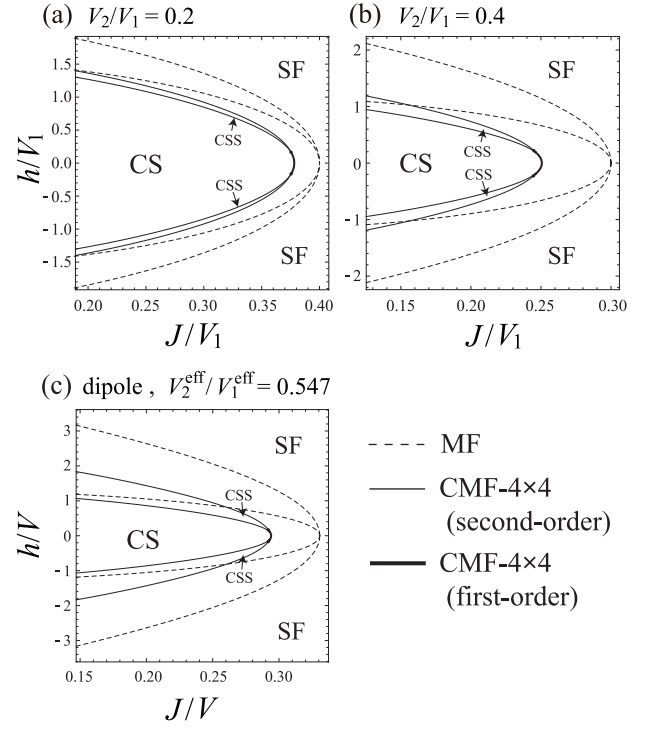 (a) V2/V1 = 0.2
h/V1
1.5
1.0
0.5
0.0
-0.5
-1.0
-1.5
SF
CSS
CS
CSS
SF
0.20 0.25 0.30 0.35 0.40
J/V1
(b) V2/V1 = 0.4
2
1
0
-1
-2
SF
CSS
CS
CSS
SF
0.15 0.20 0.25 0.30
J/V1
(c) dipole , V2^eff/V1^eff = 0.547
h/V
3
2
1
0
-1
-2
-3
SF
CSS
CS
CSS
SF
0.15 0.20 0.25 0.30
J/V
MF
CMF-4×4
(second-order)
CMF-4×4
(first-order)